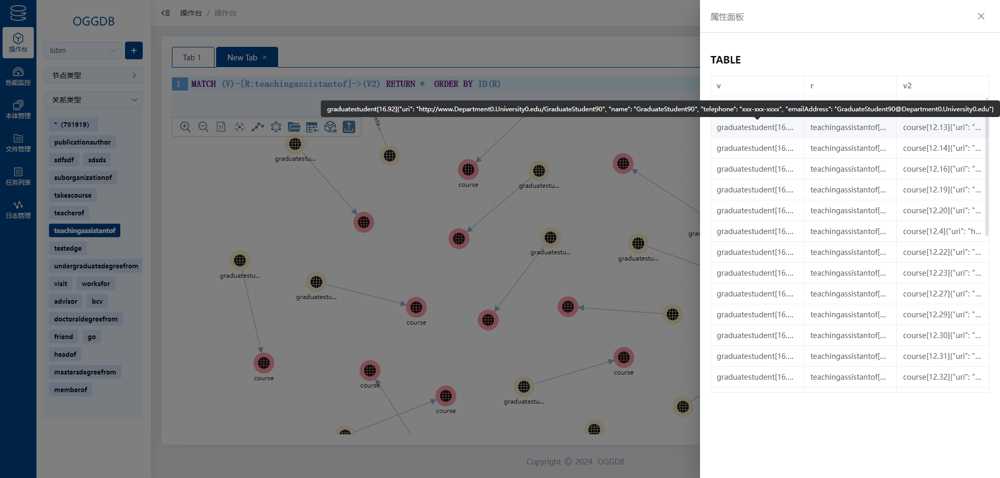 操作台
性能监控
本体管理
文件管理
任务列表
日志管理
OGGDB
lubm
+
节点类型
关系类型
* (781919)
publicationauthor
sdfsdf sdsds
suborganizationof
takescourse
teacherof
teachingassistantof
testedge
undergraduatedegreefrom
visit worksfor
advisor bcv
doctoraldegreefrom
friend go
headof
mastersdegreefrom
memberof
操作台 / 操作台
Tab 1 New Tab ×
1 MATCH (V)-[R:teachingassistantof]->(V2) RETURN * ORDER BY ID(R)
JSON
graduatestu...
course
graduatestu...
graduatestu...
graduatestu...
graduatestu...
graduatestu...
course
course
course
course
graduatestu...
course
Copyright © 2024 OGGDB
属性面板
TABLE
v r v2
graduatestudent[16.92]{"uri": "http://www.Department0.University0.edu/GraduateStudent90", "name": "GraduateStudent90", "telephone": "xxx-xxx-xxxx", "emailAddress": "GraduateStudent90@Department0.University0.edu"}
graduatestudent[16.... teachingassistantof[... course[12.13]{"uri": "...
graduatestudent[16.... teachingassistantof[... course[12.14]{"uri": "...
graduatestudent[16.... teachingassistantof[... course[12.16]{"uri": "...
graduatestudent[16.... teachingassistantof[... course[12.19]{"uri": "...
graduatestudent[16.... teachingassistantof[... course[12.20]{"uri": "...
graduatestudent[16.... teachingassistantof[... course[12.4]{"uri": "h...
graduatestudent[16.... teachingassistantof[... course[12.22]{"uri": "...
graduatestudent[16.... teachingassistantof[... course[12.23]{"uri": "...
graduatestudent[16.... teachingassistantof[... course[12.27]{"uri": "...
graduatestudent[16.... teachingassistantof[... course[12.29]{"uri": "...
graduatestudent[16.... teachingassistantof[... course[12.30]{"uri": "...
graduatestudent[16.... teachingassistantof[... course[12.31]{"uri": "...
graduatestudent[16.... teachingassistantof[... course[12.32]{"uri": "...